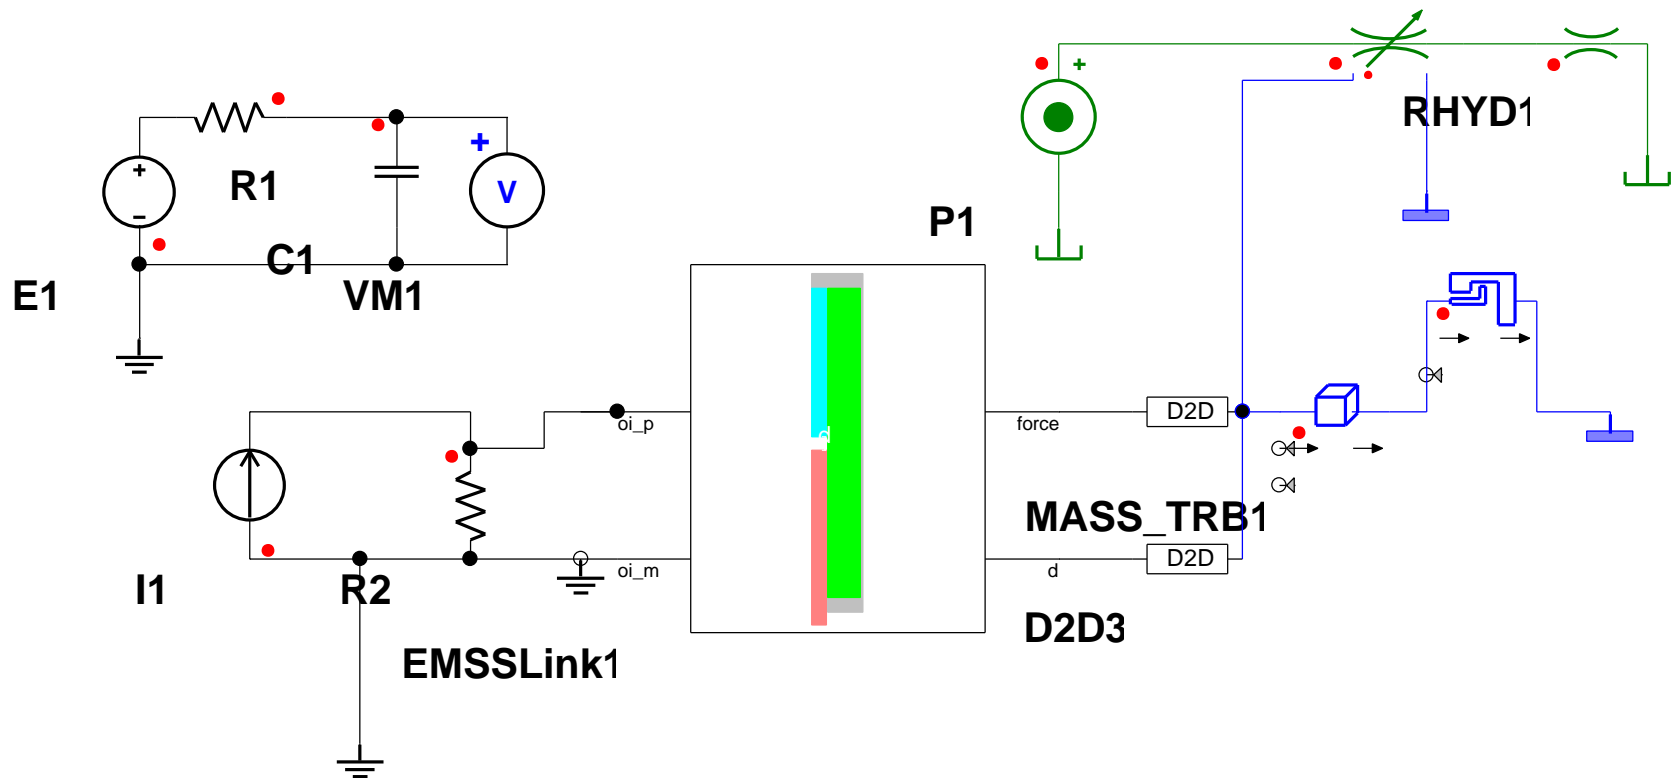 RHYD1
R1
V
P1
C1
E1
VM1
oi_p
force
D2D
MASS_TRB1
D2D
oi_m
d
I1
R2
D2D3
EMSSLink1